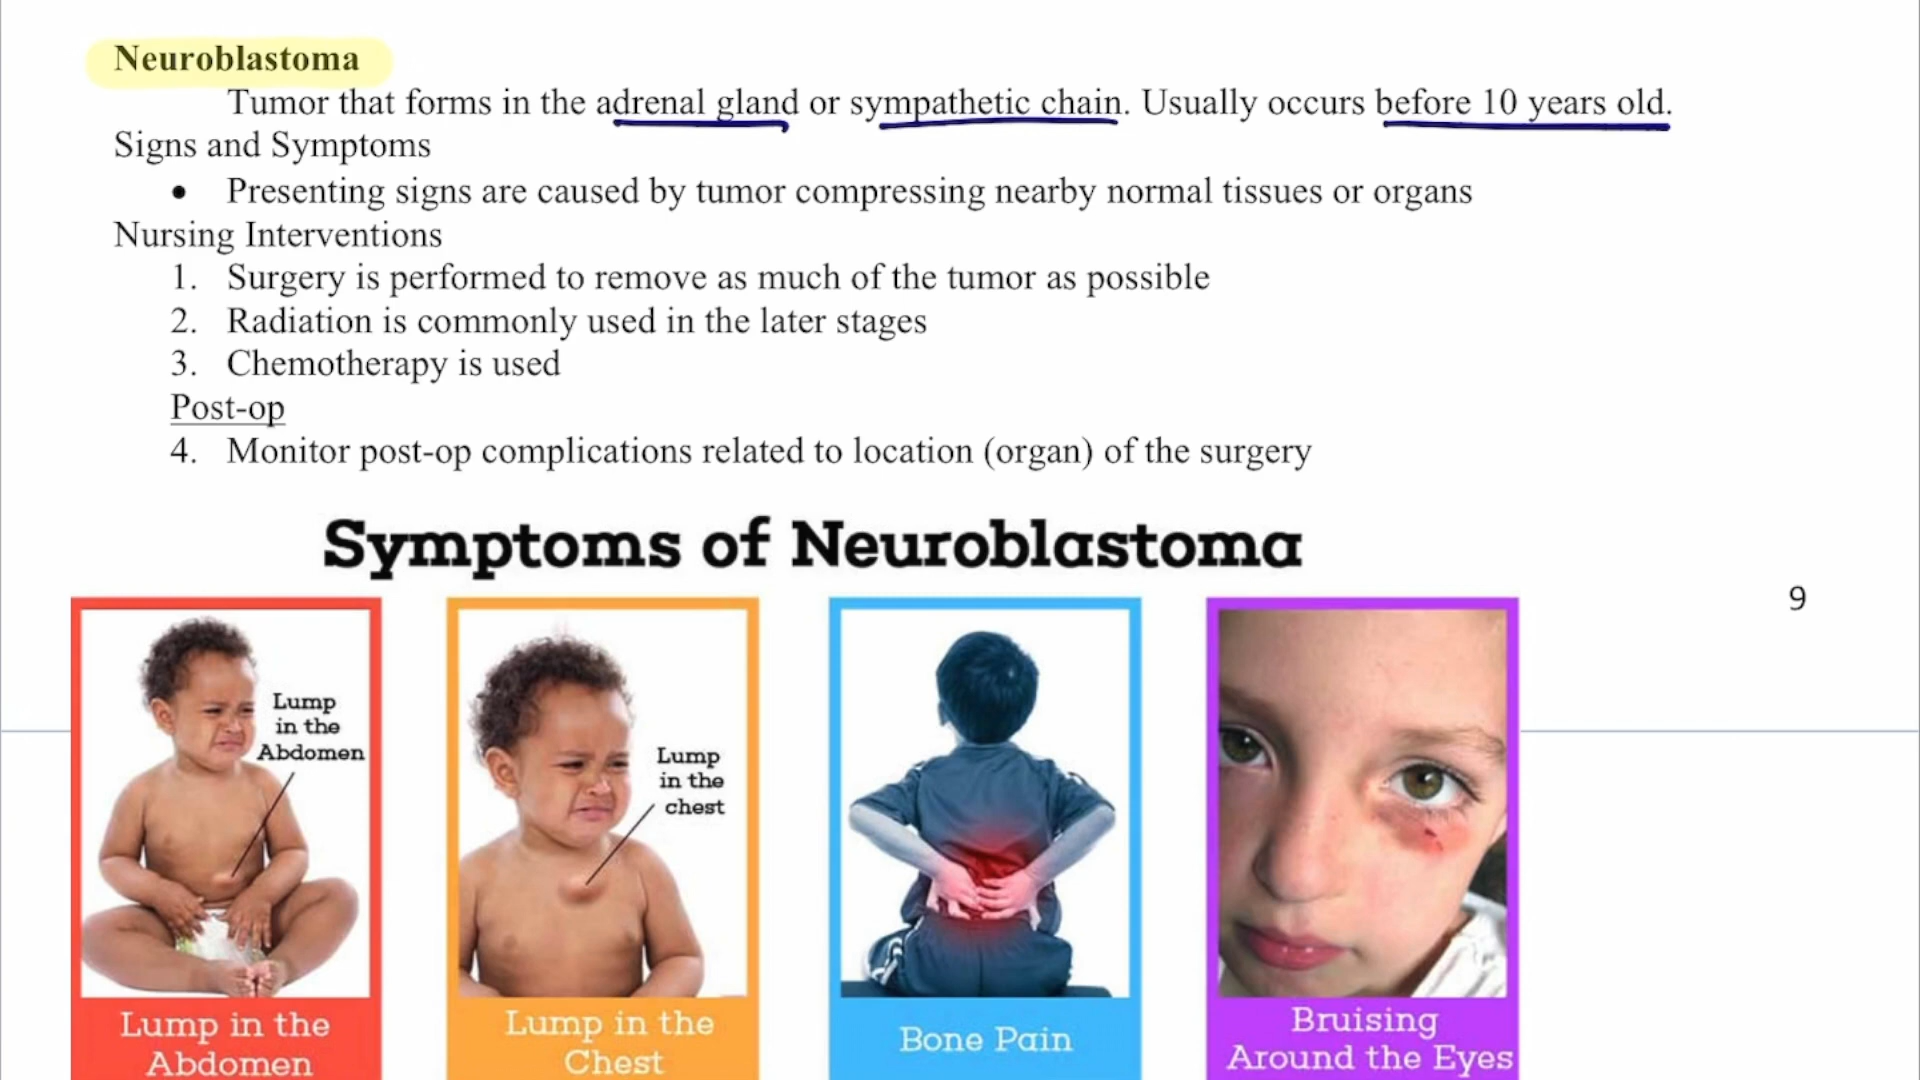 Neuroblastoma
Tumor that forms in the adrenal gland or sympathetic chain. Usually occurs before 10 years old.
Signs and Symptoms
• Presenting signs are caused by tumor compressing nearby normal tissues or organs
Nursing Interventions
1. Surgery is performed to remove as much of the tumor as possible
2. Radiation is commonly used in the later stages
3. Chemotherapy is used
Post-op
4. Monitor post-op complications related to location (organ) of the surgery
Symptoms of Neuroblastoma
9
Lump
in the
Abdomen
Lump in the
Abdomen
Lump
in the
chest
Lump in the
Chest
Bone Pain
Bruising
Around the Eyes